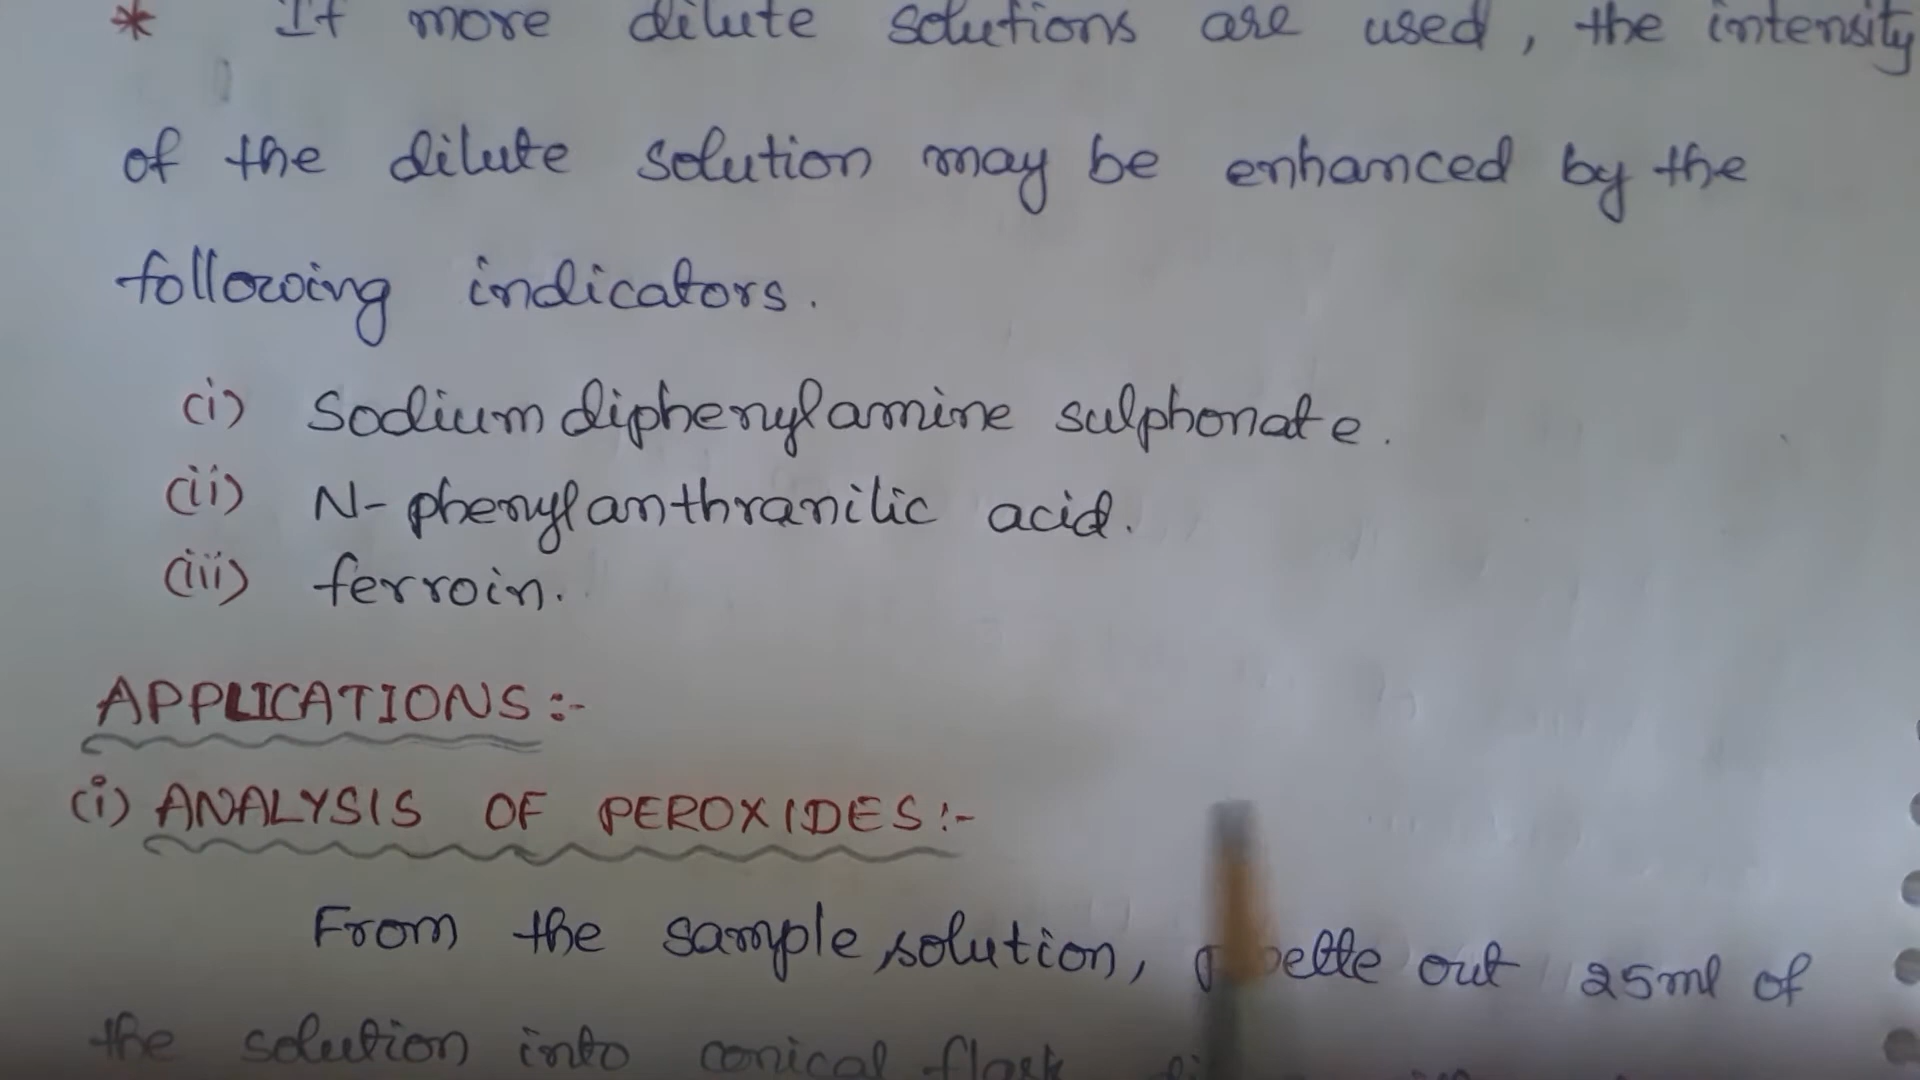 * If more dilute solutions are used, the intensity
of the dilute solution may be enhanced by the
following indicators.
(i) Sodium diphenylamine sulphonate.
(ii) N-phenylanthranilic acid.
(iii) ferroin.
APPLICATIONS:-
(i) ANALYSIS OF PEROXIDES:-
From the sample solution, out 25ml of
the solution into conical flask